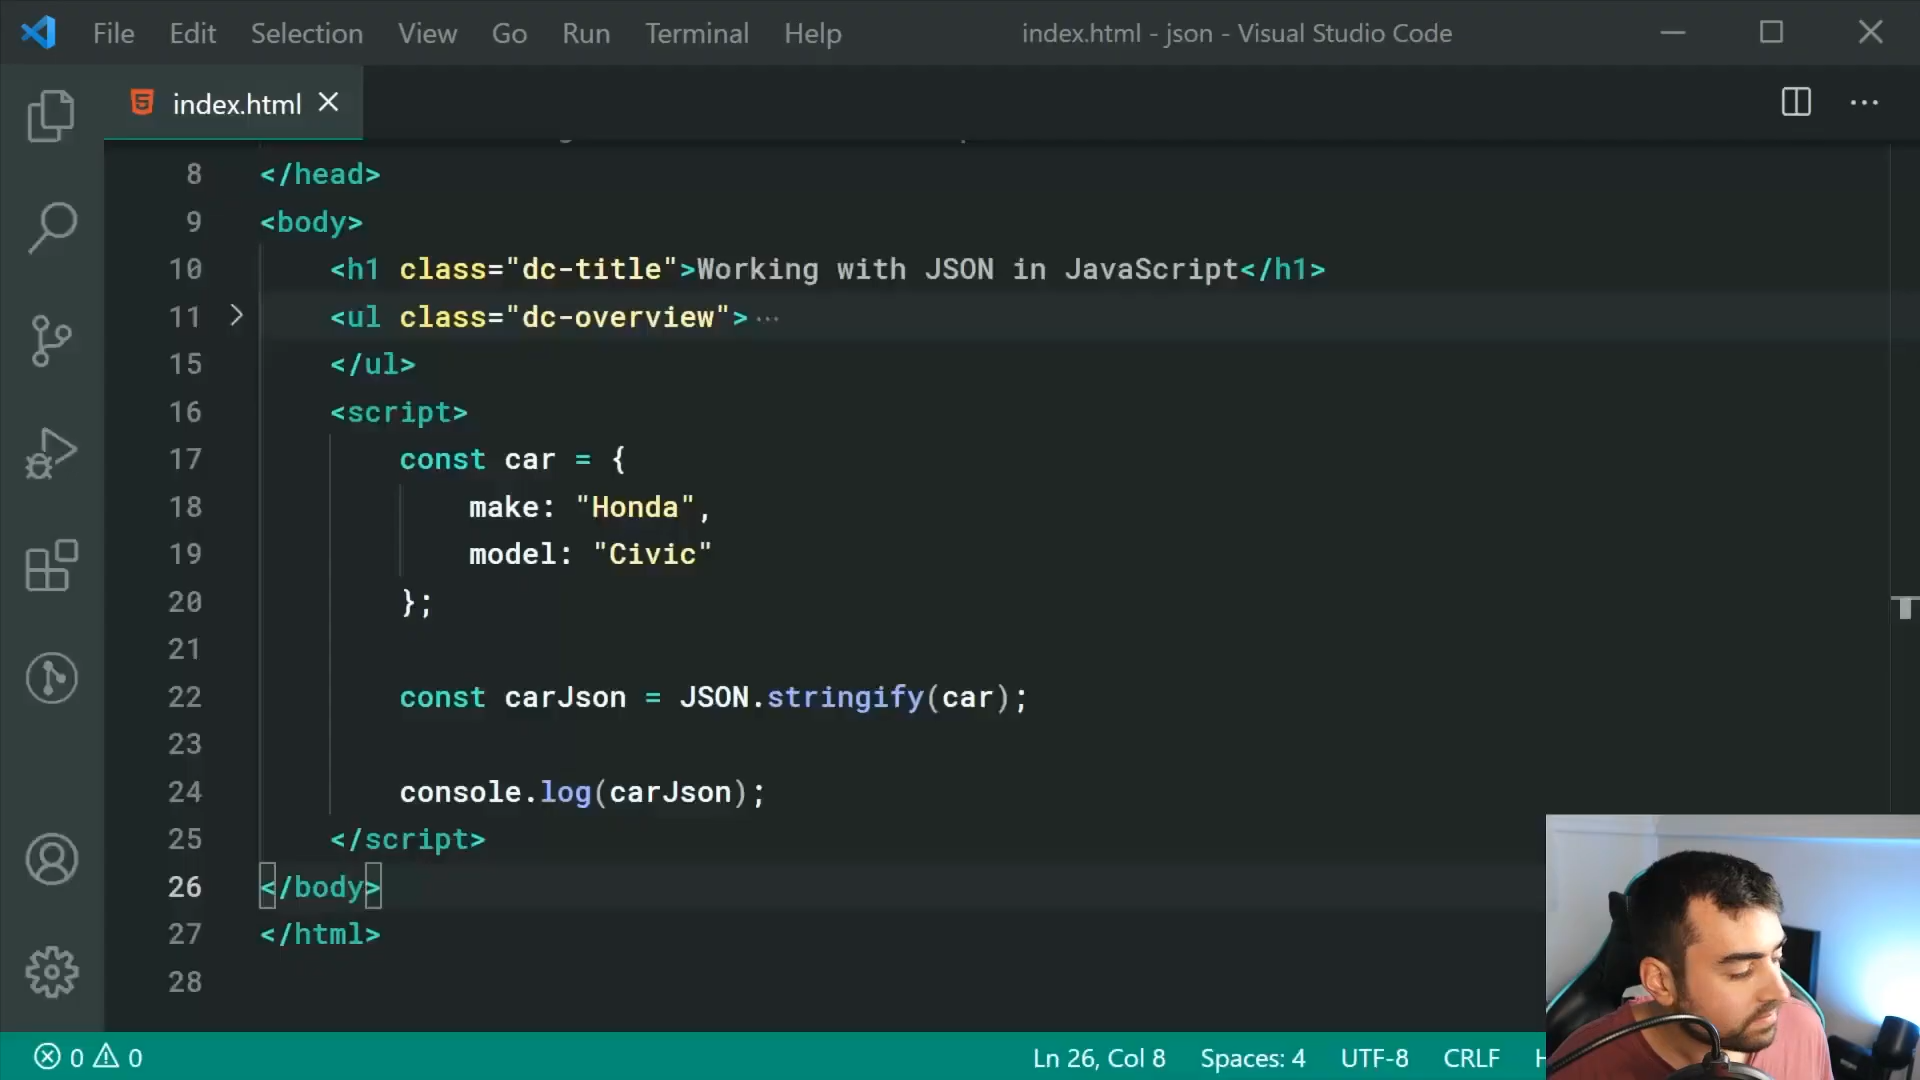 File Edit Selection View Go Run Terminal Help index.html - json - Visual Studio Code
index.html
8 </head>
9 <body>
10 <h1 class="dc-title">Working with JSON in JavaScript</h1>
11 <ul class="dc-overview">···
15 </ul>
16 <script>
17 const car = {
18 make: "Honda",
19 model: "Civic"
20 };
21
22 const carJson = JSON.stringify(car);
23
24 console.log(carJson);
25 </script>
26 </body>
27 </html>
28
0 0 Ln 26, Col 8 Spaces: 4 UTF-8 CRLF